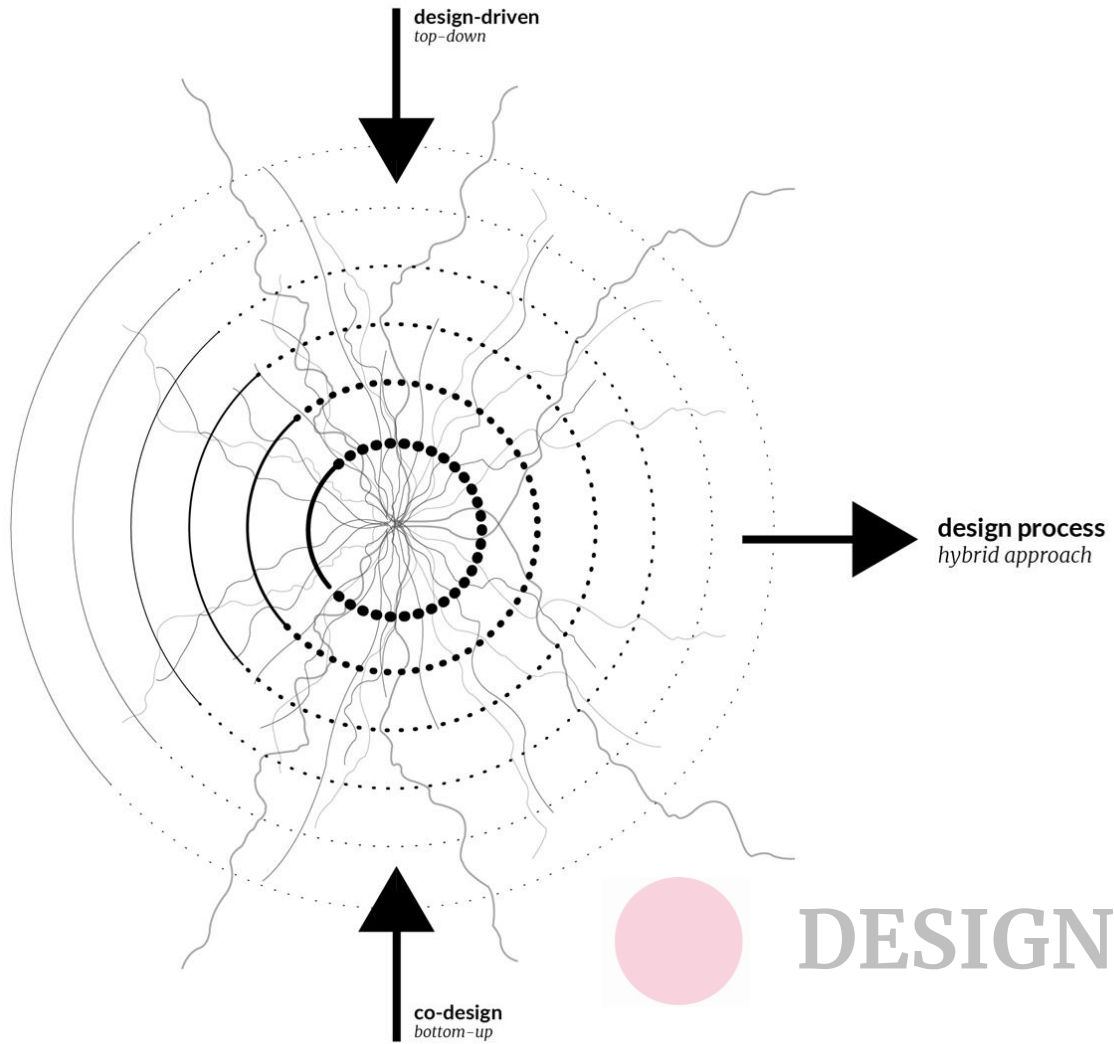 design-driven
top-down
design process
hybrid approach
DESIGN
co-design
bottom-up